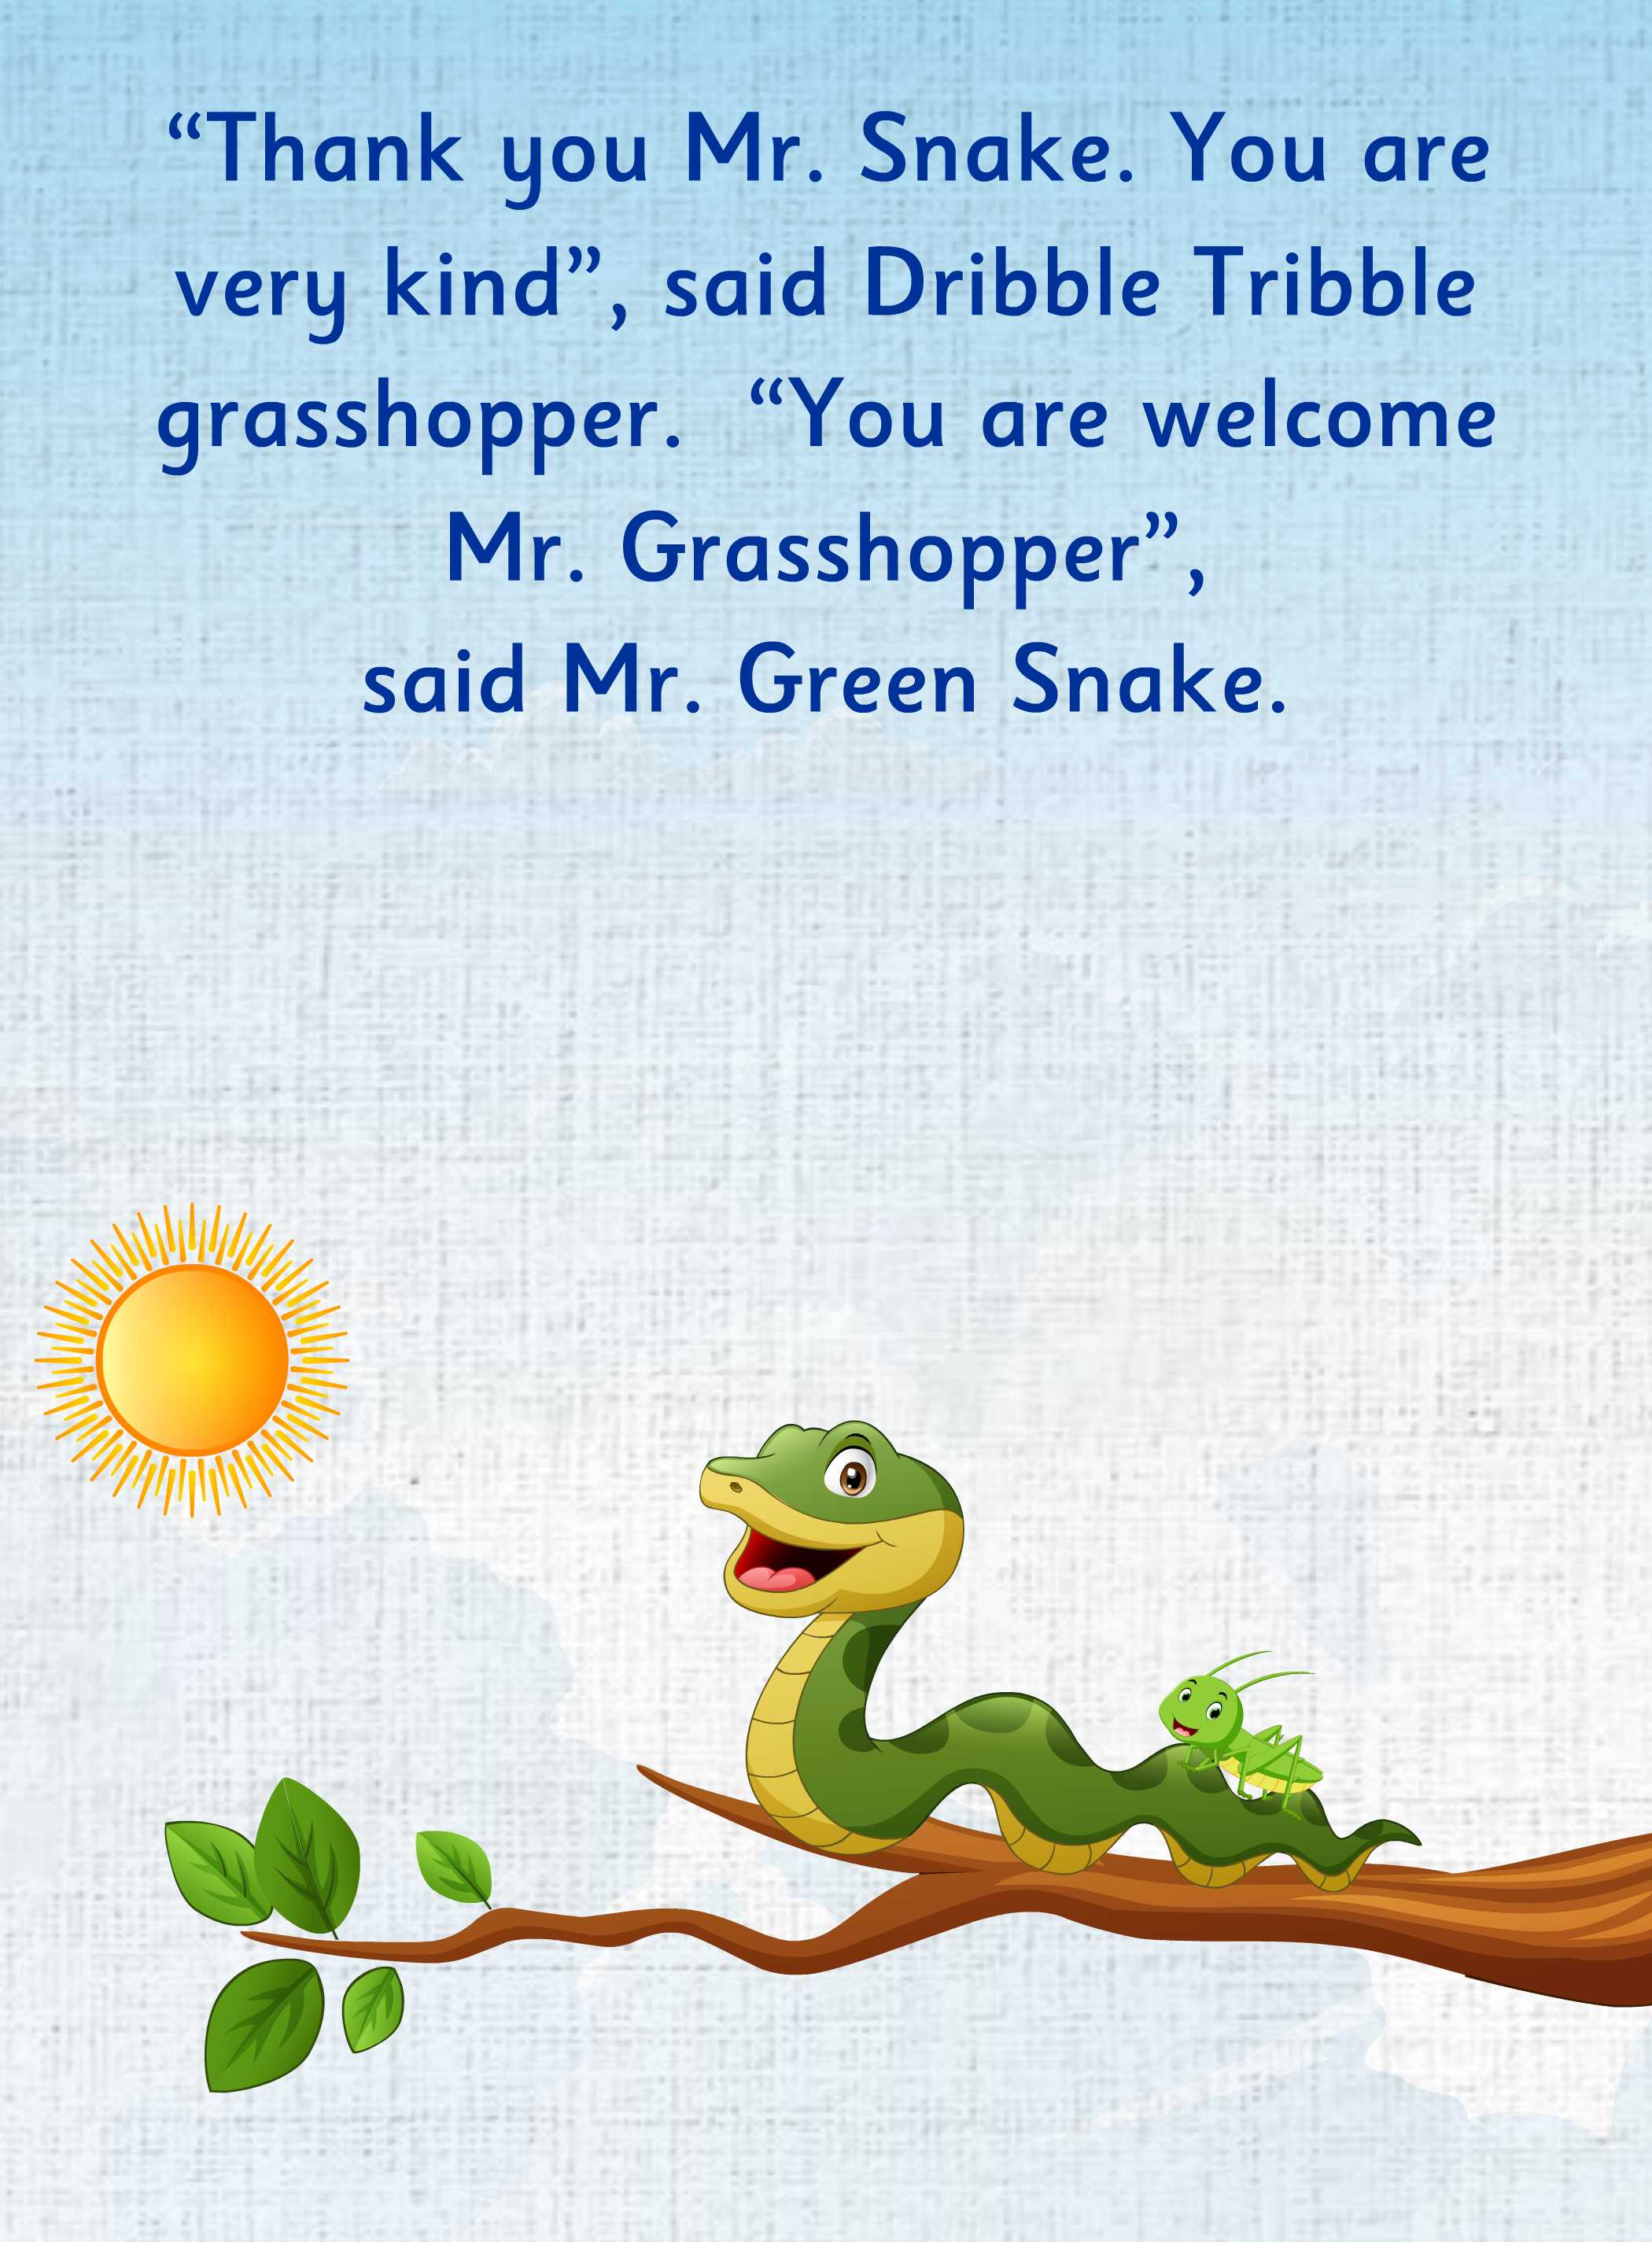 “Thank you Mr. Snake. You are
very kind”, said Dribble Tribble
grasshopper.  “You are welcome
Mr. Grasshopper”,
said Mr. Green Snake.